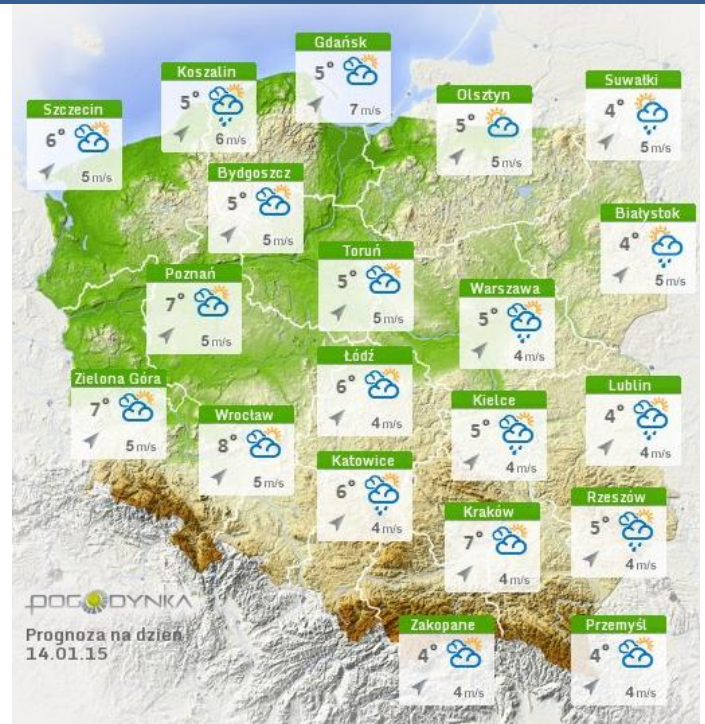 Gdańsk
5°
7 m/s
Koszalin
5°
6 m/s
Szczecin
6°
5 m/s
Olsztyn
5°
5 m/s
Suwałki
4°
5 m/s
Bydgoszcz
5°
5 m/s
Białystok
4°
5 m/s
Toruń
5°
5 m/s
Poznań
7°
5 m/s
Warszawa
5°
4 m/s
Łódź
6°
4 m/s
Zielona Góra
7°
5 m/s
Lublin
4°
4 m/s
Kielce
5°
4 m/s
Wrocław
8°
5 m/s
Katowice
6°
4 m/s
Rzeszów
5°
4 m/s
Kraków
7°
4 m/s
POGODYNKA
Prognoza na dzień
14.01.15
Zakopane
4°
4 m/s
Przemyśl
4°
4 m/s